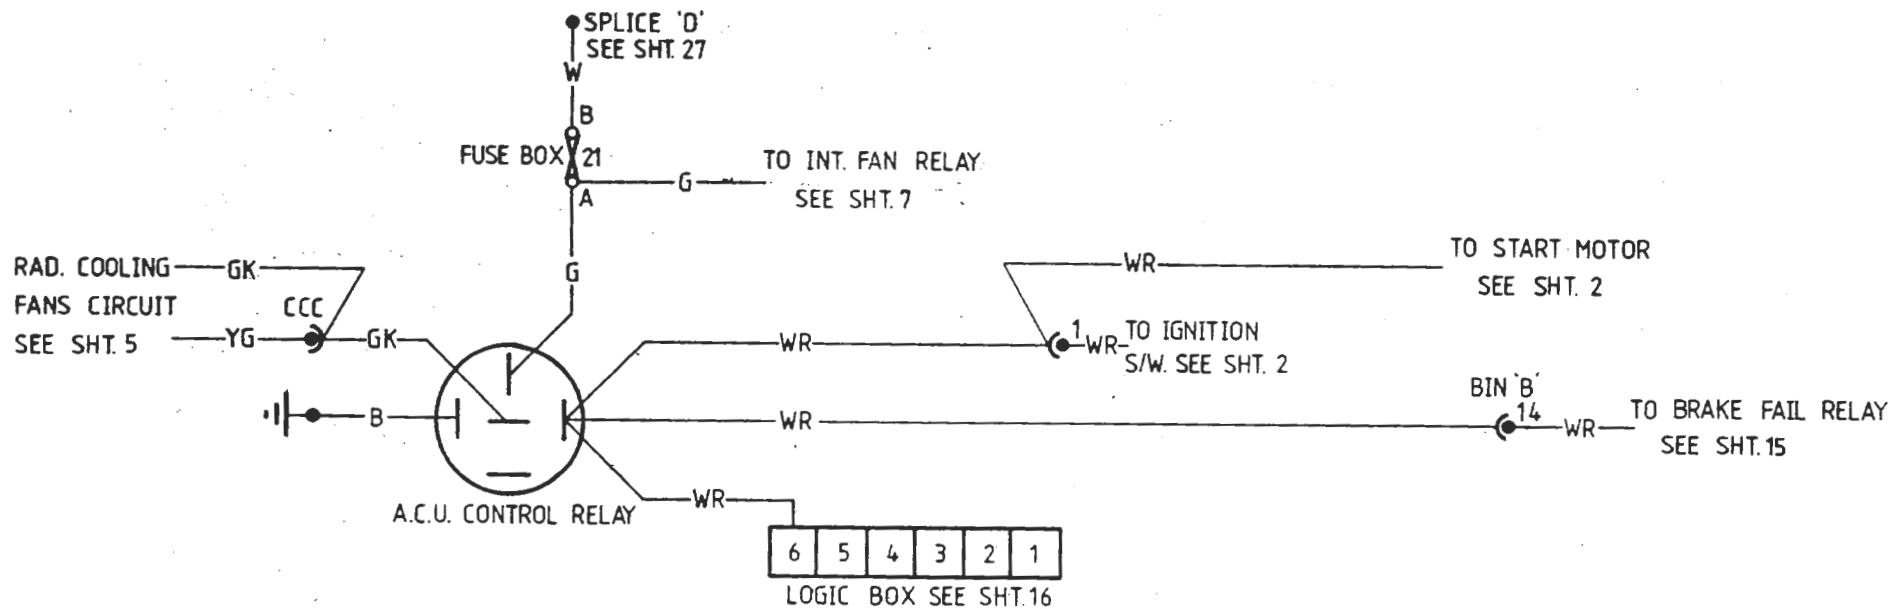 SPLICE 'D'
SEE SHT. 27
W
B
FUSE BOX 21
A
G
TO INT. FAN RELAY
SEE SHT. 7
G
RAD. COOLING
FANS CIRCUIT
SEE SHT. 5
GK
CCC
YG
GK
B
A.C.U. CONTROL RELAY
WR
TO START MOTOR
SEE SHT. 2
WR
1
WR
TO IGNITION
S/W. SEE SHT. 2
WR
BIN 'B'
14
WR
TO BRAKE FAIL RELAY
SEE SHT. 15
WR
6 5 4 3 2 1
LOGIC BOX SEE SHT. 16